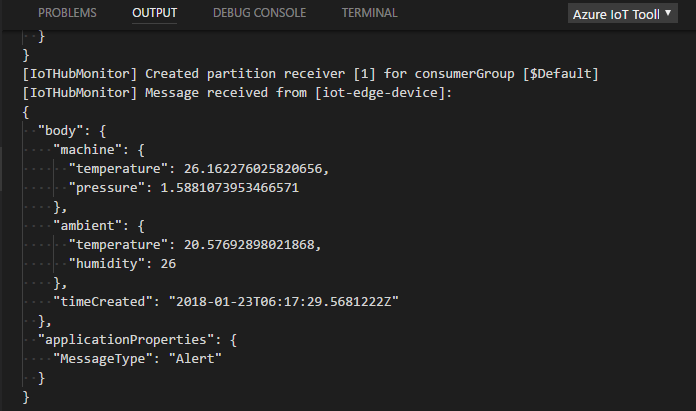 PROBLEMS OUTPUT DEBUG CONSOLE TERMINAL Azure IoT Tooll
}
}
[IoTHubMonitor] Created partition receiver [1] for consumerGroup [$Default]
[IoTHubMonitor] Message received from [iot-edge-device]:
{
"body": {
"machine": {
"temperature": 26.162276025820656,
"pressure": 1.5881073953466571
},
"ambient": {
"temperature": 20.57692898021868,
"humidity": 26
},
"timeCreated": "2018-01-23T06:17:29.5681222Z"
},
"applicationProperties": {
"MessageType": "Alert"
}
}